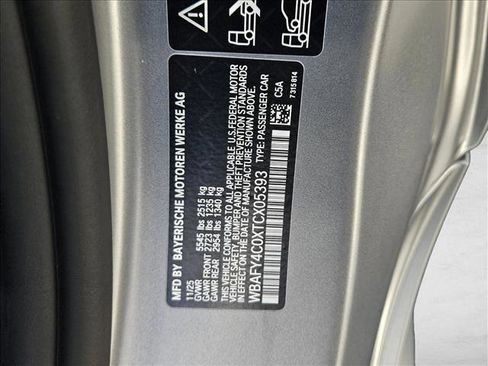 MFD BY BAYERISCHE MOTOREN WERKE AG
11/25
GVWR 5545 lbs 2515 kg
GAWR FRONT 2723 lbs 1235 kg
GAWR REAR 2954 lbs 1340 kg
THIS VEHICLE CONFORMS TO ALL APPLICABLE U.S. FEDERAL MOTOR
VEHICLE SAFETY, BUMPER, AND THEFT PREVENTION STANDARDS
IN EFFECT ON THE DATE OF MANUFACTURE SHOWN ABOVE.
WBAFY4C0XTCX05393 TYPE: PASSENGER CAR
C5A
7315814